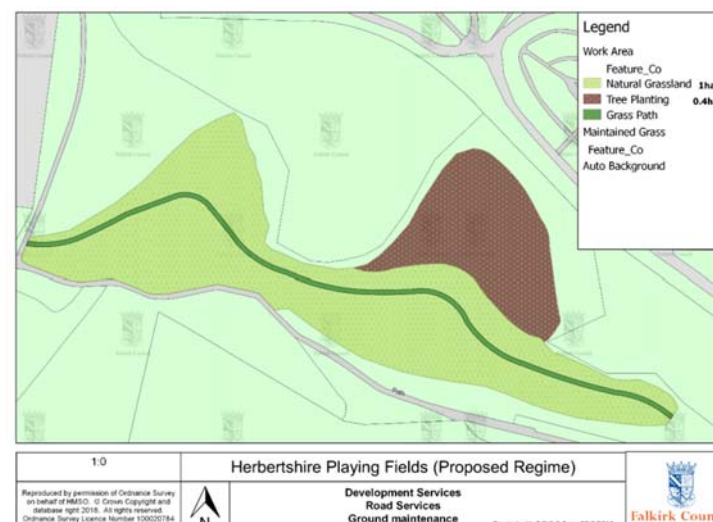 Legend
Work Area
Feature_Co
Natural Grassland 1ha
Tree Planting 0.4h
Grass Path
Maintained Grass
Feature_Co
Auto Background
Path
1:0
Herbertshire Playing Fields (Proposed Regime)
Reproduced by permission of Ordnance Survey
on behalf of HMSO. © Crown Copyright and
database right 2018. All rights reserved.
Ordnance Survey Licence Number 100020784
N
Development Services
Road Services
Ground maintenance
Falkirk Counc